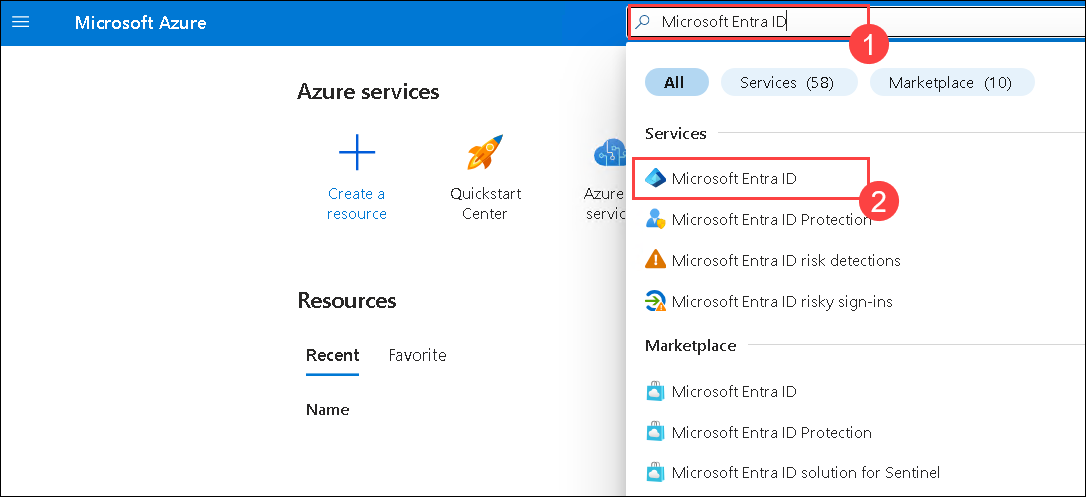 Microsoft Azure
Microsoft Entra ID
1
All
Services (58)
Marketplace (10)
Azure services
Create a
resource
Quickstart
Center
Azure
servic
Resources
Recent
Favorite
Name
Services
Microsoft Entra ID
2
Microsoft Entra ID Protection
Microsoft Entra ID risk detections
Microsoft Entra ID risky sign-ins
Marketplace
Microsoft Entra ID
Microsoft Entra ID Protection
Microsoft Entra ID solution for Sentinel